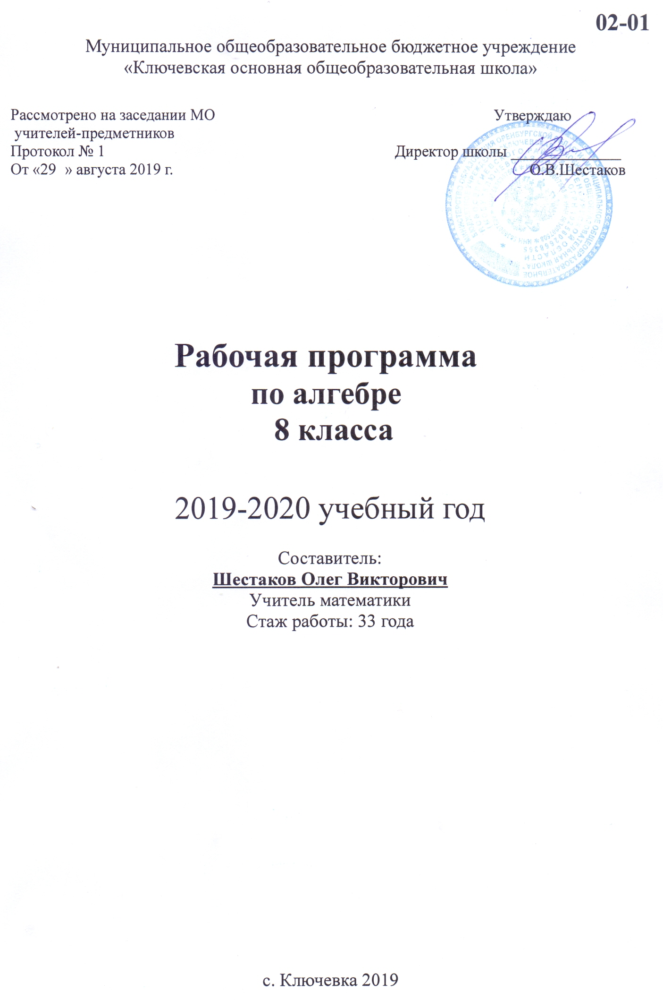 02-01
Муниципальное общеобразовательное бюджетное учреждение
«Ключевская основная общеобразовательная школа»
Рассмотрено на заседании МО
учителей-предметников
Протокол № 1
От «29 » августа 2019 г.
Утверждаю
Директор школы ______________
О.В.Шестаков
Рабочая программа
по алгебре
8 класса
2019-2020 учебный год
Составитель:
Шестаков Олег Викторович
Учитель математики
Стаж работы: 33 года
с. Ключевка 2019